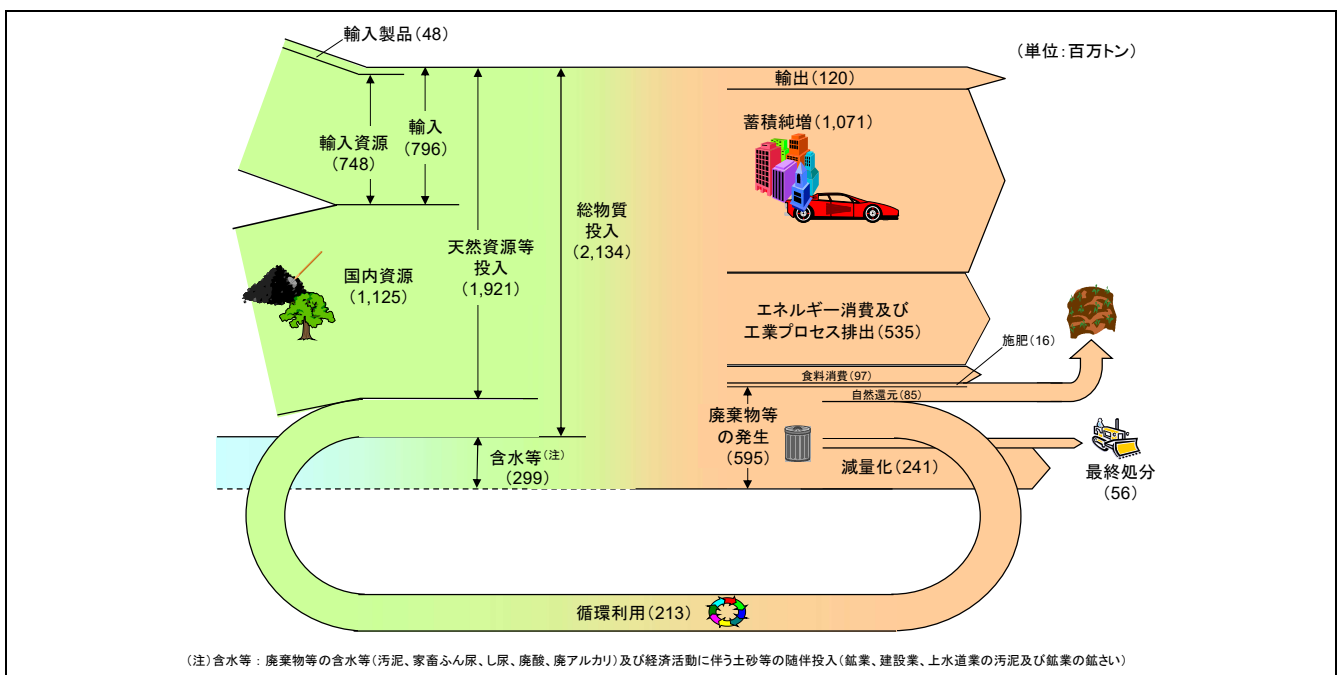 輸入製品(48)
(単位:百万トン)
輸出(120)
蓄積純増(1,071)
輸入
(796)
輸入資源
(748)
総物質
投入
(2,134)
天然資源等
投入
(1,921)
国内資源
(1,125)
エネルギー消費及び
工業プロセス排出(535)
施肥(16)
食料消費(97)
自然還元(85)
廃棄物等
の発生
(595)
含水等(注)
(299)
減量化(241)
最終処分
(56)
循環利用(213)
(注)含水等:廃棄物等の含水等(汚泥、家畜ふん尿、し尿、廃酸、廃アルカリ)及び経済活動に伴う土砂等の随伴投入(鉱業、建設業、上水道業の汚泥及び鉱業の鉱さい)